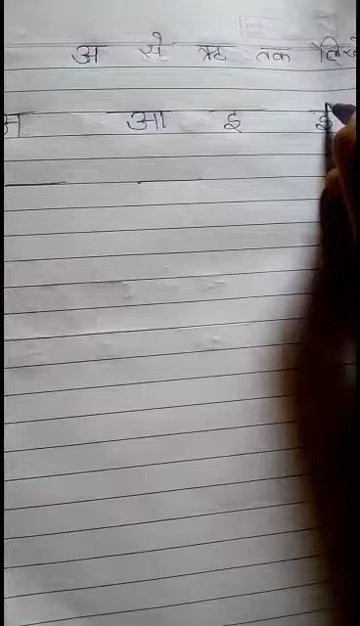 अ से ऋ तक लिखें
अ आ इ ई